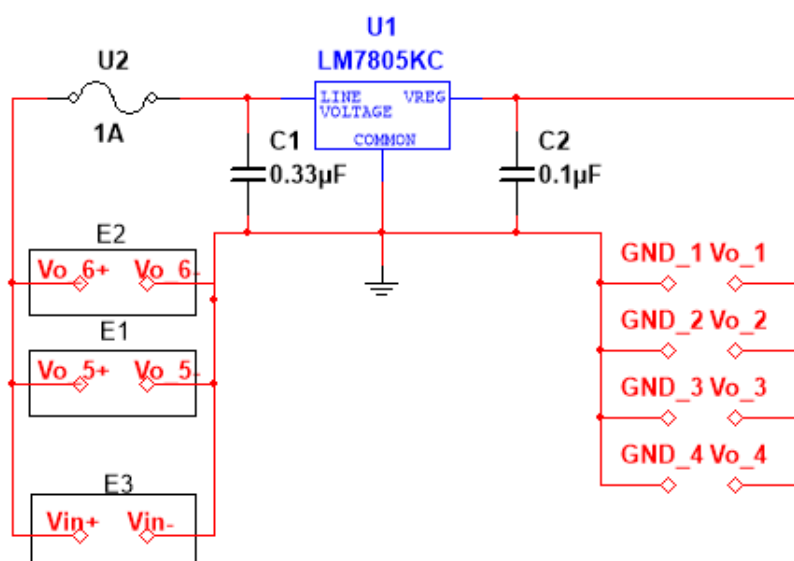 U1
U2
LM7805KC
LINE VREG
VOLTAGE
1A
COMMON
C1
C2
0.33µF
0.1µF
E2
GND_1 Vo_1
Vo_6+ Vo_6-
GND_2 Vo_2
E1
Vo_5+ Vo_5-
GND_3 Vo_3
GND_4 Vo_4
E3
Vin+ Vin-